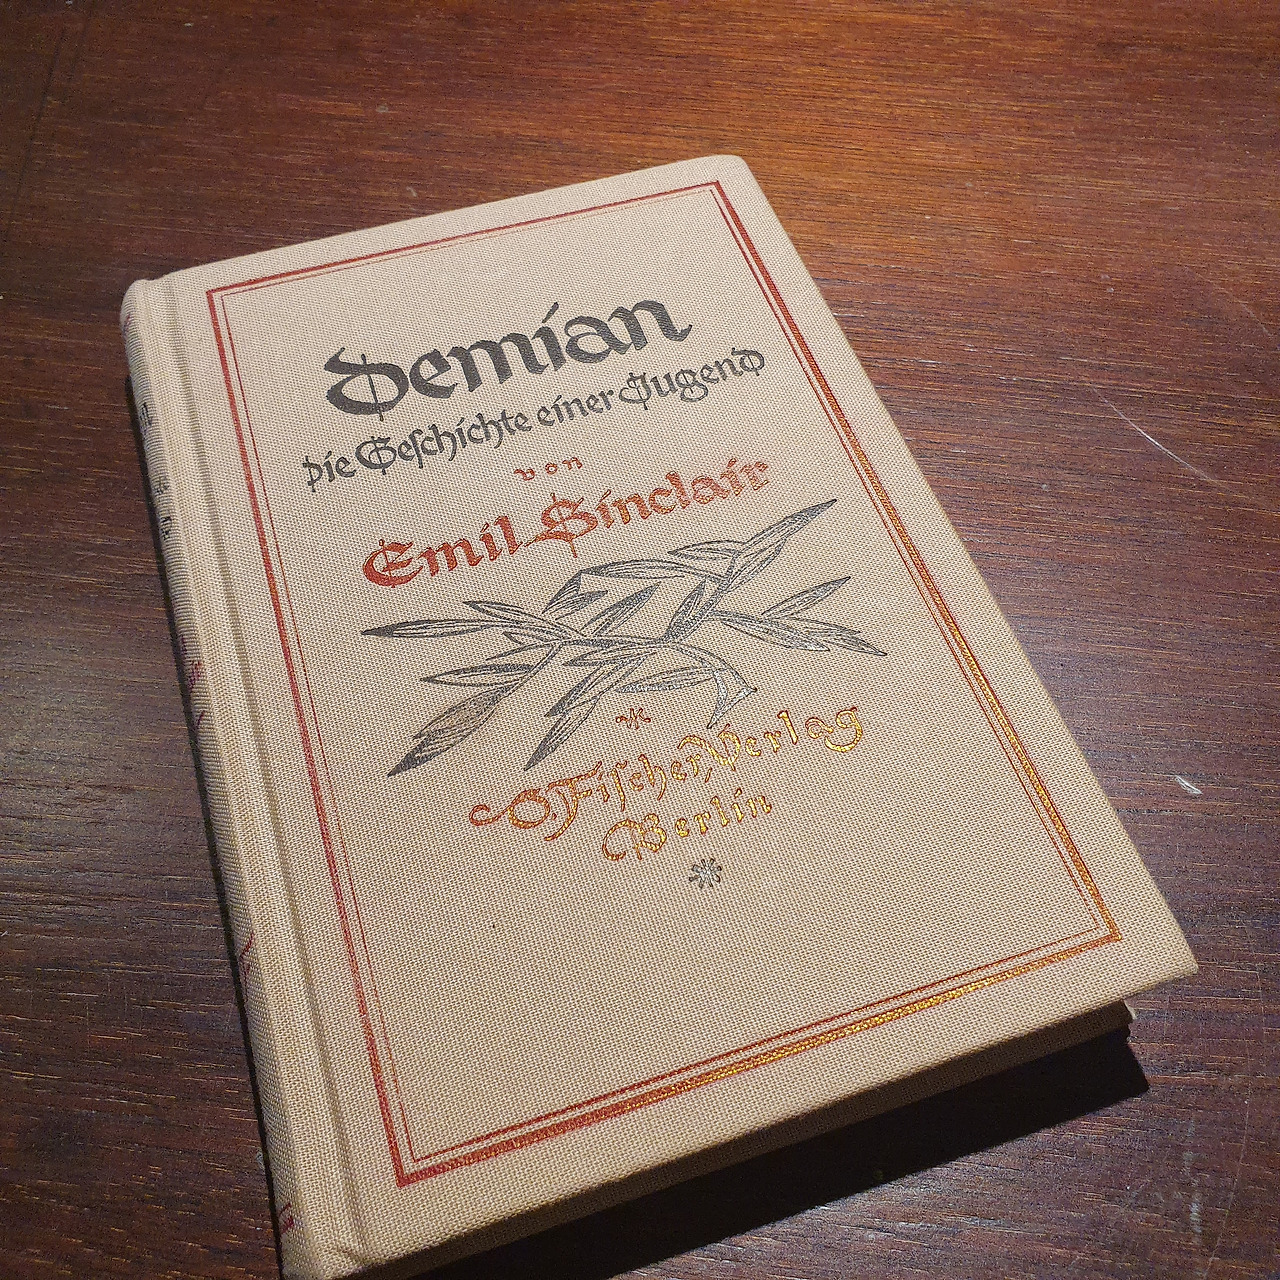 Demian
Die Geschichte einer Jugend
von
Emil Sinclair
S. Fischer, Verlag
Berlin